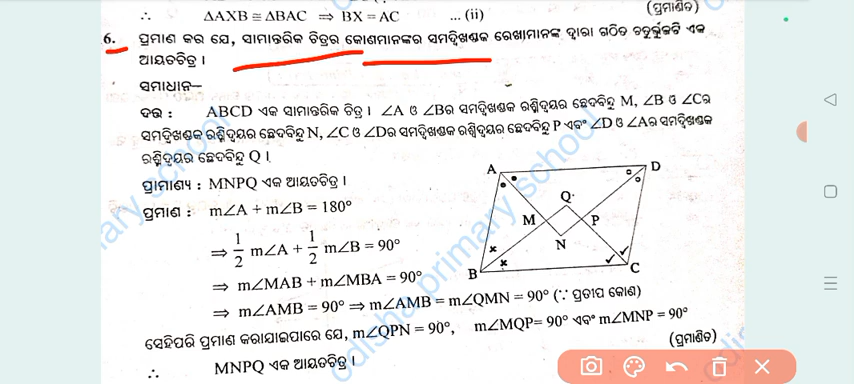 ∴ ΔAXB ≅ ΔBAC ⇒ BX = AC ... (ii)
(ପ୍ରମାଣିତ)
6. ପ୍ରମାଣ କର ଯେ, ସାମାନ୍ତରିକ ଚିତ୍ରର କୋଣମାନଙ୍କର ସମଦ୍ବିଖଣ୍ଡକ ରେଖାମାନଙ୍କ ଦ୍ୱାରା ଗଠିତ ଚତୁର୍ଭୁଜଟି ଏକ
ଆୟତଚିତ୍ର ।
ସମାଧାନ–
ଦତ୍ତ : ABCD ଏକ ସାମାନ୍ତରିକ ଚିତ୍ର । ∠A ଓ ∠Bର ସମଦ୍ବିଖଣ୍ଡକ ରଶ୍ମିଦ୍ୱୟର ଛେଦବିନ୍ଦୁ M, ∠B ଓ ∠Cର
ସମଦ୍ବିଖଣ୍ଡକ ରଶ୍ମିଦ୍ୱୟର ଛେଦବିନ୍ଦୁ N, ∠C ଓ ∠Dର ସମଦ୍ବିଖଣ୍ଡକ ରଶ୍ମିଦ୍ୱୟର ଛେଦବିନ୍ଦୁ P ଏବଂ ∠D ଓ ∠Aର ସମଦ୍ବିଖଣ୍ଡକ
ରଶ୍ମିଦ୍ୱୟର ଛେଦବିନ୍ଦୁ Q ।
ପ୍ରାମାଣ୍ୟ : MNPQ ଏକ ଆୟତଚିତ୍ର ।
ପ୍ରମାଣ : m∠A + m∠B = 180°
⇒ 1/2 m∠A + 1/2 m∠B = 90°
⇒ m∠MAB + m∠MBA = 90°
⇒ m∠AMB = 90° ⇒ m∠AMB = m∠QMN = 90° (∵ ପ୍ରତୀପ କୋଣ)
ସେହିପରି ପ୍ରମାଣ କରାଯାଇପାରେ ଯେ, m∠QPN = 90°, m∠MQP= 90° ଏବଂ m∠MNP = 90°
∴ MNPQ ଏକ ଆୟତଚିତ୍ର ।
(ପ୍ରମାଣିତ)
A
D
Q
M
P
N
B
C
odisha primary school